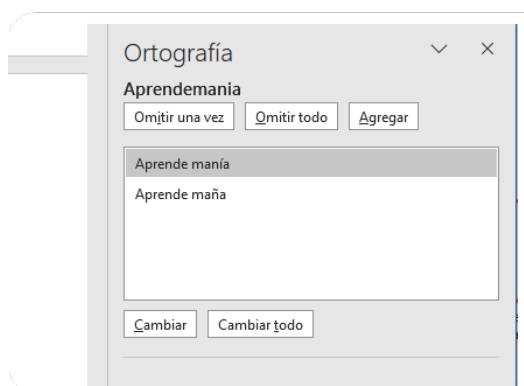 Ortografía
Aprendemania
Omitir una vez Omitir todo Agregar
Aprende manía
Aprende maña
Cambiar Cambiar todo